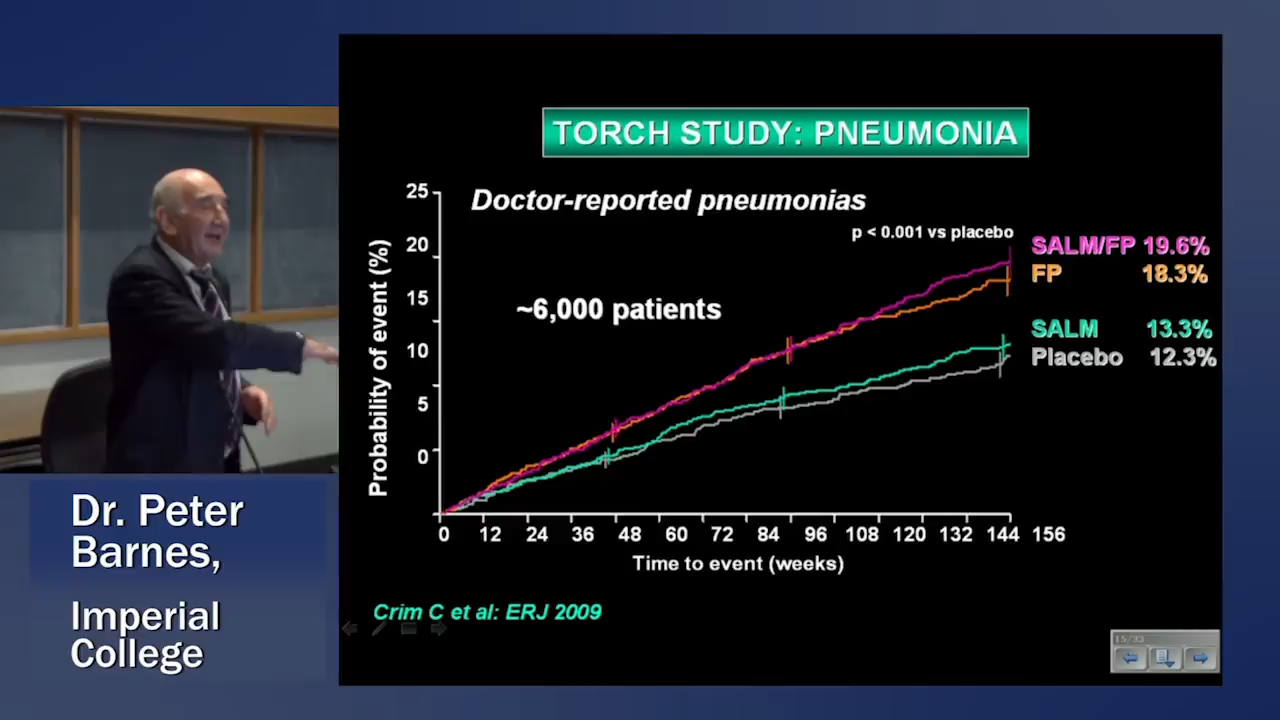 TORCH STUDY: PNEUMONIA
Doctor-reported pneumonias
p < 0.001 vs placebo
~6,000 patients
SALM/FP 19.6%
FP 18.3%
SALM 13.3%
Placebo 12.3%
Probability of event (%)
25
20
15
10
5
0
0 12 24 36 48 60 72 84 96 108 120 132 144 156
Time to event (weeks)
Crim C et al: ERJ 2009
15/33
Dr. Peter
Barnes,
Imperial
College